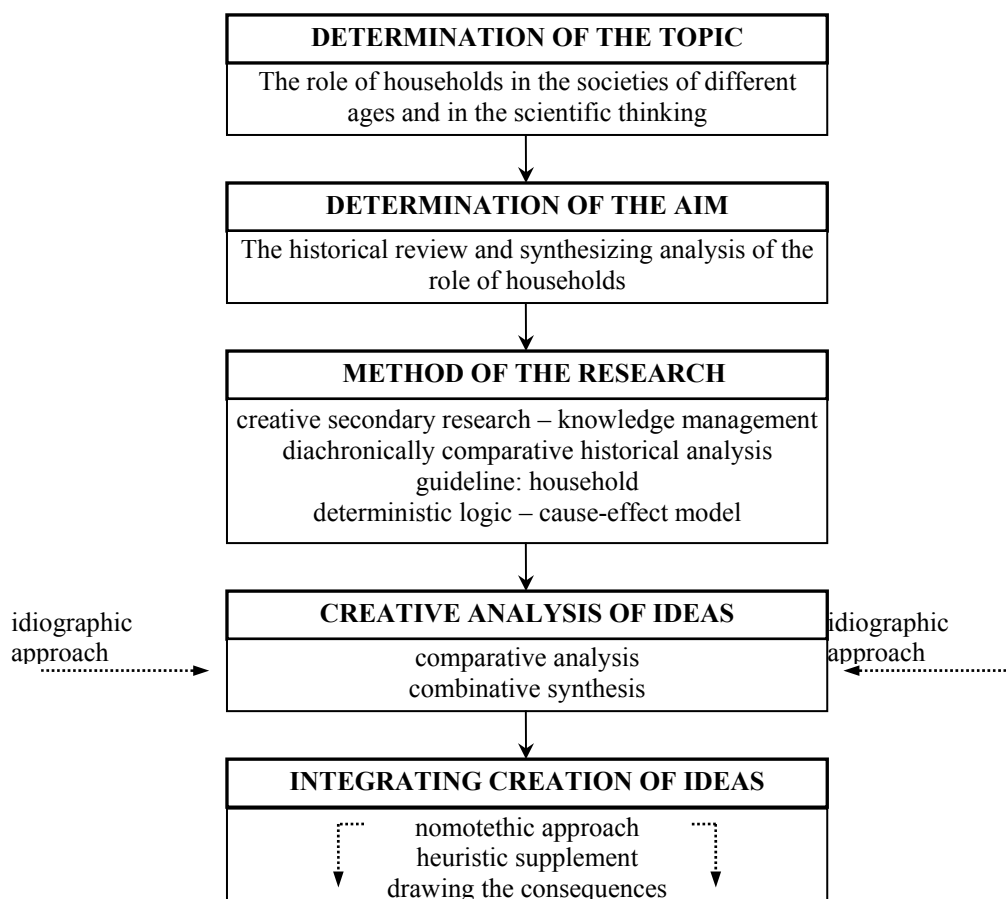 DETERMINATION OF THE TOPIC
The role of households in the societies of different
ages and in the scientific thinking
DETERMINATION OF THE AIM
The historical review and synthesizing analysis of the
role of households
METHOD OF THE RESEARCH
creative secondary research – knowledge management
diachronically comparative historical analysis
guideline: household
deterministic logic – cause-effect model
CREATIVE ANALYSIS OF IDEAS
idiographic
approach
comparative analysis
combinative synthesis
idiographic
approach
INTEGRATING CREATION OF IDEAS
nomotethic approach
heuristic supplement
drawing the consequences